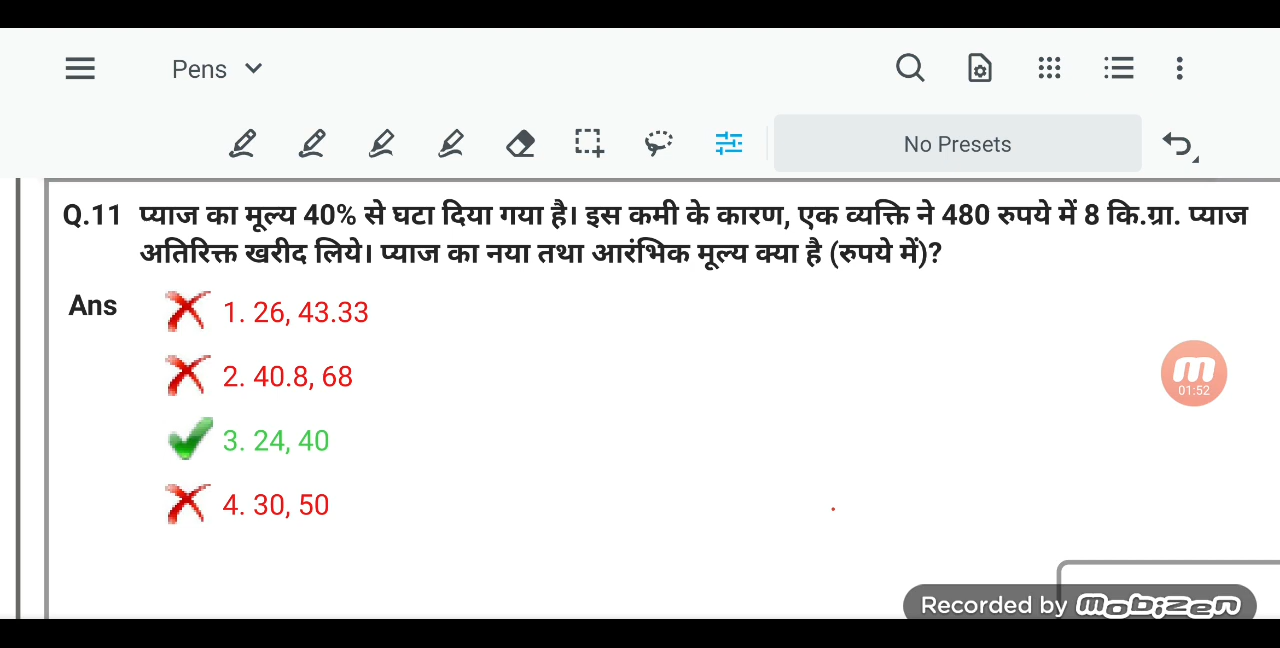 Pens
No Presets
Q.11 प्याज का मूल्य 40% से घटा दिया गया है। इस कमी के कारण, एक व्यक्ति ने 480 रुपये में 8 कि.ग्रा. प्याज
अतिरिक्त खरीद लिये। प्याज का नया तथा आरंभिक मूल्य क्या है (रुपये में)?
Ans
1. 26, 43.33
2. 40.8, 68
3. 24, 40
4. 30, 50
m
01:52
Recorded by mobizen